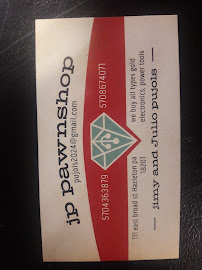 jp pawnshop
pujols2024@gmail.com
5704363879
5708674071
we buy all types gold
electronics, power tools
111 east broad st Hazleton pa
18201
jimy and Julio pujols